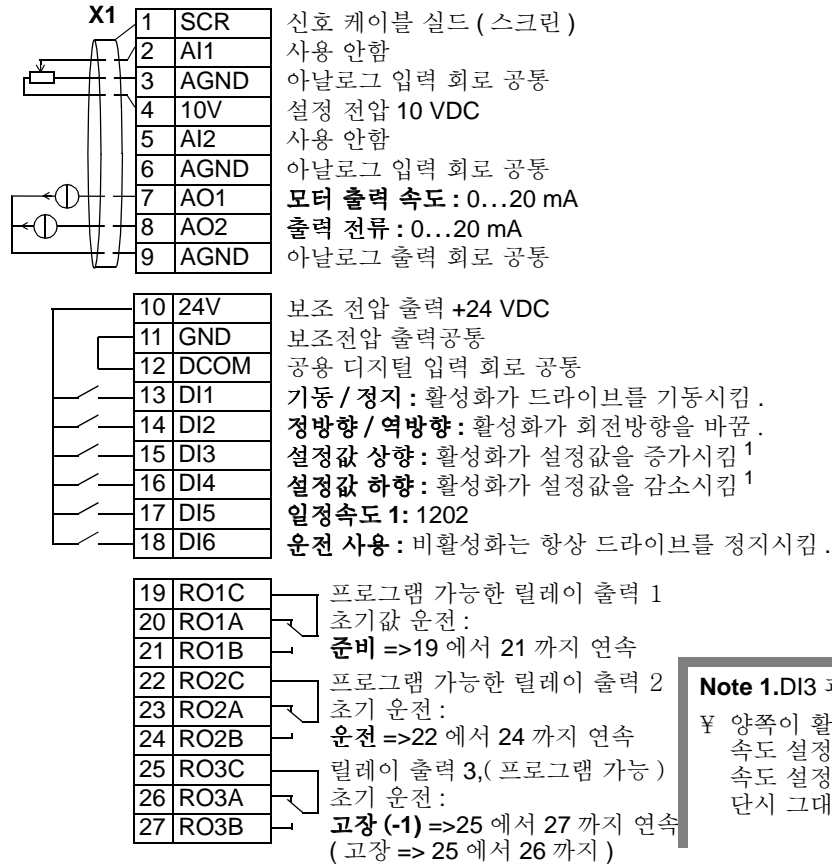 X1
1 SCR 신호 케이블 실드 ( 스크린 )
2 AI1 사용 안함
3 AGND 아날로그 입력 회로 공통
4 10V 설정 전압 10 VDC
5 AI2 사용 안함
6 AGND 아날로그 입력 회로 공통
7 AO1 모터 출력 속도 : 0…20 mA
8 AO2 출력 전류 : 0…20 mA
9 AGND 아날로그 출력 회로 공통
10 24V 보조 전압 출력 +24 VDC
11 GND 보조전압 출력공통
12 DCOM 공용 디지털 입력 회로 공통
13 DI1 기동 / 정지 : 활성화가 드라이브를 기동시킴 .
14 DI2 정방향 / 역방향 : 활성화가 회전방향을 바꿈 .
15 DI3 설정값 상향 : 활성화가 설정값을 증가시킴 1
16 DI4 설정값 하향 : 활성화가 설정값을 감소시킴 1
17 DI5 일정속도 1: 1202
18 DI6 운전 사용 : 비활성화는 항상 드라이브를 정지시킴 .
19 RO1C 프로그램 가능한 릴레이 출력 1
20 RO1A 초기값 운전 :
21 RO1B 준비 =>19 에서 21 까지 연속
22 RO2C 프로그램 가능한 릴레이 출력 2
23 RO2A 초기 운전 :
24 RO2B 운전 =>22 에서 24 까지 연속
25 RO3C 릴레이 출력 3,( 프로그램 가능 )
26 RO3A 초기 운전 :
27 RO3B 고장 (-1) =>25 에서 27 까지 연속
( 고장 => 25 에서 26 까지 )
Note 1.DI3
¥ 양쪽이 활
속도 설정
속도 설정
단시 그대